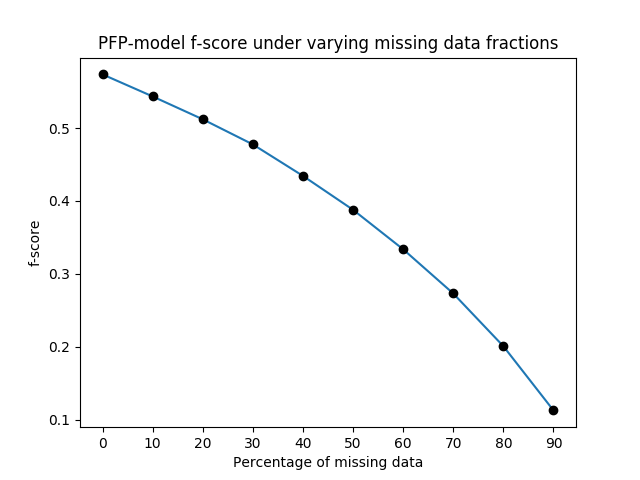 PFP-model f-score under varying missing data fractions
f-score
0.5
0.4
0.3
0.2
0.1
0 10 20 30 40 50 60 70 80 90
Percentage of missing data